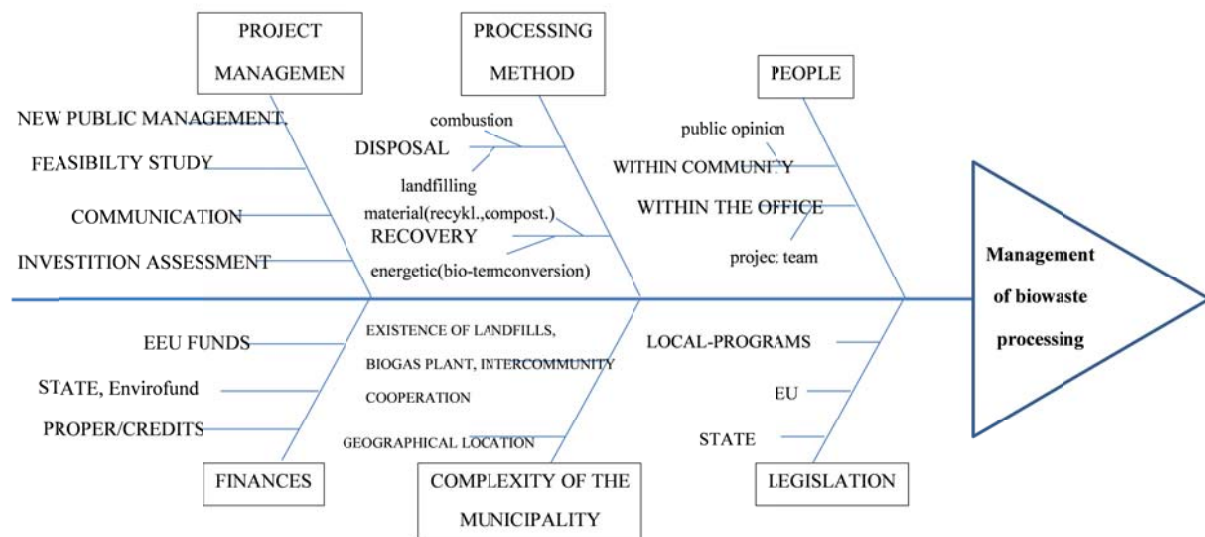 PROJECT
MANAGEMEN
PROCESSING
METHOD
PEOPLE
NEW PUBLIC MANAGEMENT.
FEASIBILTY STUDY
COMMUNICATION
INVESTITION ASSESSMENT
combustion
DISPOSAL
landfilling
material(recykl.,compost.)
RECOVERY
energetic(bio-temconversion)
public opinion
WITHIN COMMUNITY
WITHIN THE OFFICE
project team
Management
of biowaste
processing
EEU FUNDS
STATE, Envirofund
PROPER/CREDITS
FINANCES
EXISTENCE OF LANDFILLS,
BIOGAS PLANT, INTERCOMMUNITY
COOPERATION
GEOGRAPHICAL LOCATION
COMPLEXITY OF THE
MUNICIPALITY
LOCAL-PROGRAMS
EU
STATE
LEGISLATION